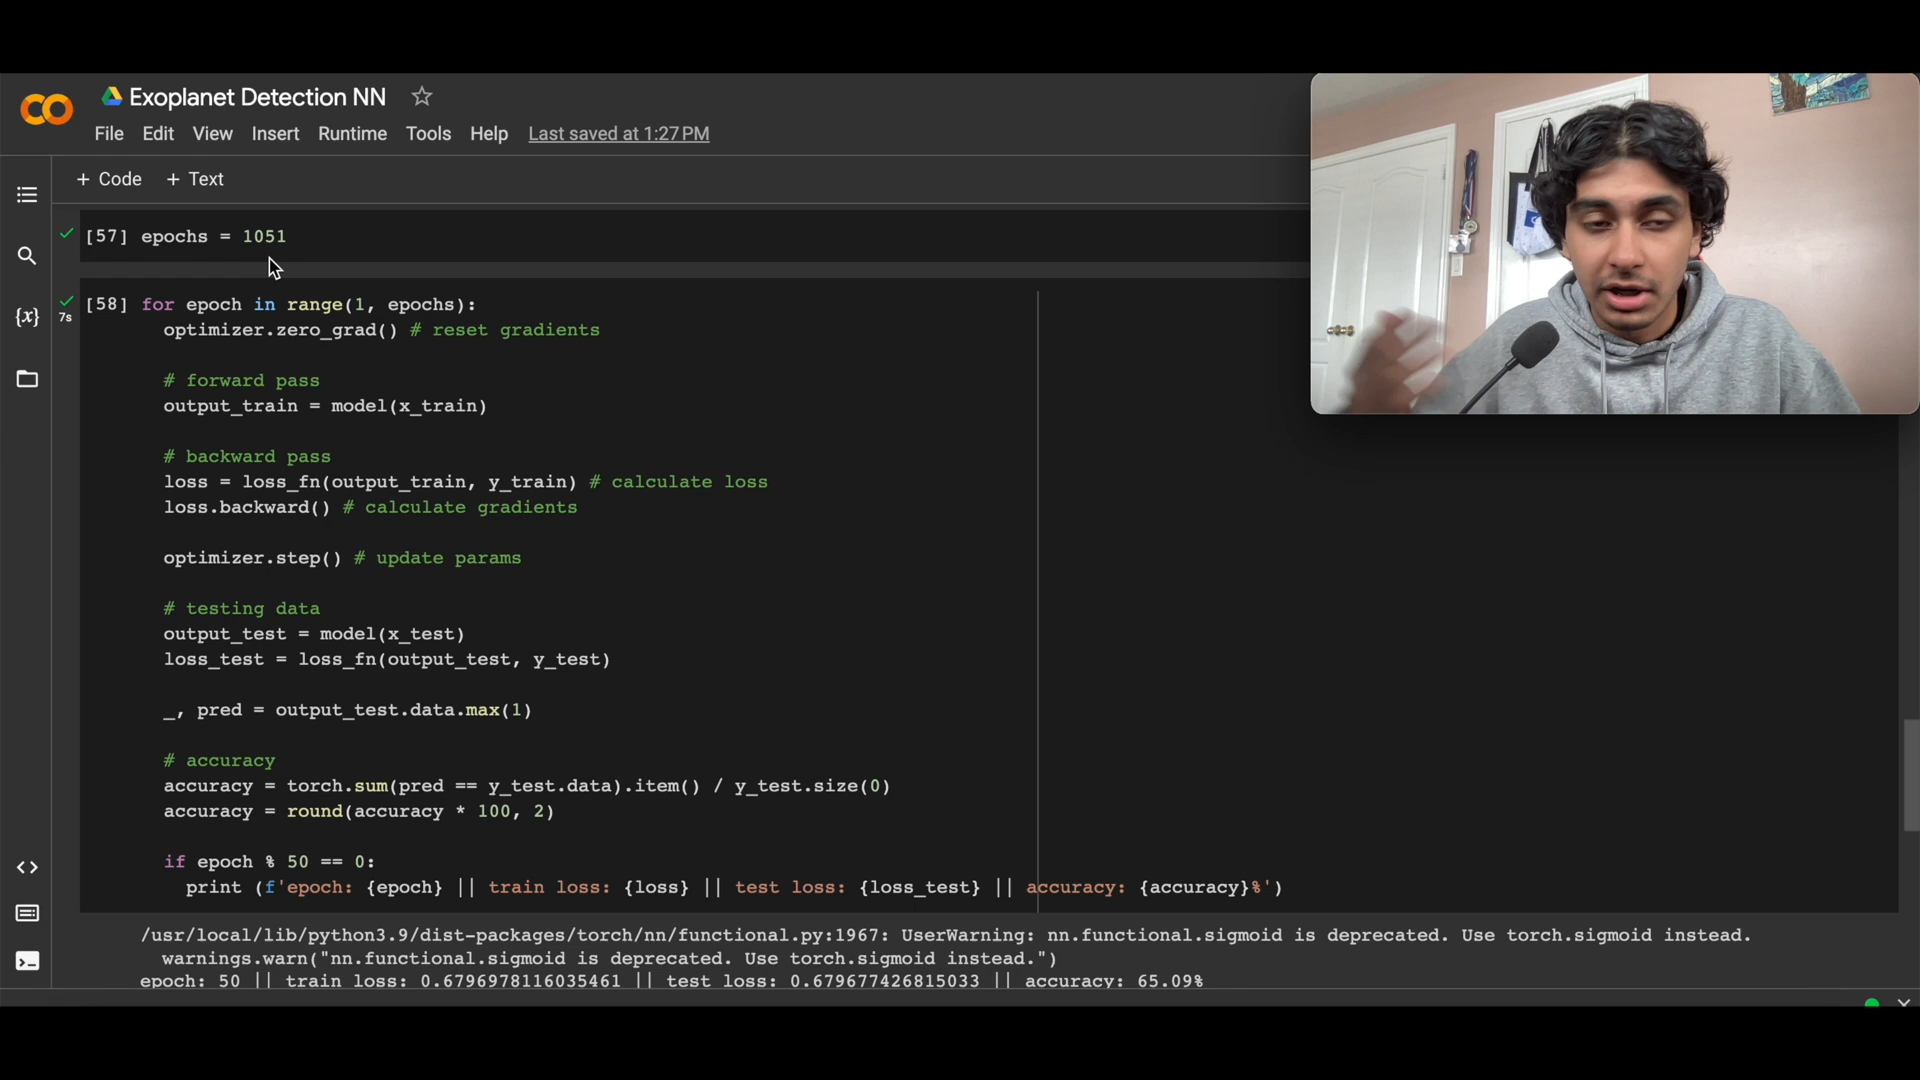 Exoplanet Detection NN
File Edit View Insert Runtime Tools Help Last saved at 1:27 PM
+ Code + Text
[57] epochs = 1051
[58] for epoch in range(1, epochs):
7s
optimizer.zero_grad() # reset gradients
# forward pass
output_train = model(x_train)
# backward pass
loss = loss_fn(output_train, y_train) # calculate loss
loss.backward() # calculate gradients
optimizer.step() # update params
# testing data
output_test = model(x_test)
loss_test = loss_fn(output_test, y_test)
_, pred = output_test.data.max(1)
# accuracy
accuracy = torch.sum(pred == y_test.data).item() / y_test.size(0)
accuracy = round(accuracy * 100, 2)
if epoch % 50 == 0:
print (f'epoch: {epoch} || train loss: {loss} || test loss: {loss_test} || accuracy: {accuracy}%')
/usr/local/lib/python3.9/dist-packages/torch/nn/functional.py:1967: UserWarning: nn.functional.sigmoid is deprecated. Use torch.sigmoid instead.
warnings.warn("nn.functional.sigmoid is deprecated. Use torch.sigmoid instead.")
epoch: 50 || train loss: 0.6796978116035461 || test loss: 0.679677426815033 || accuracy: 65.09%